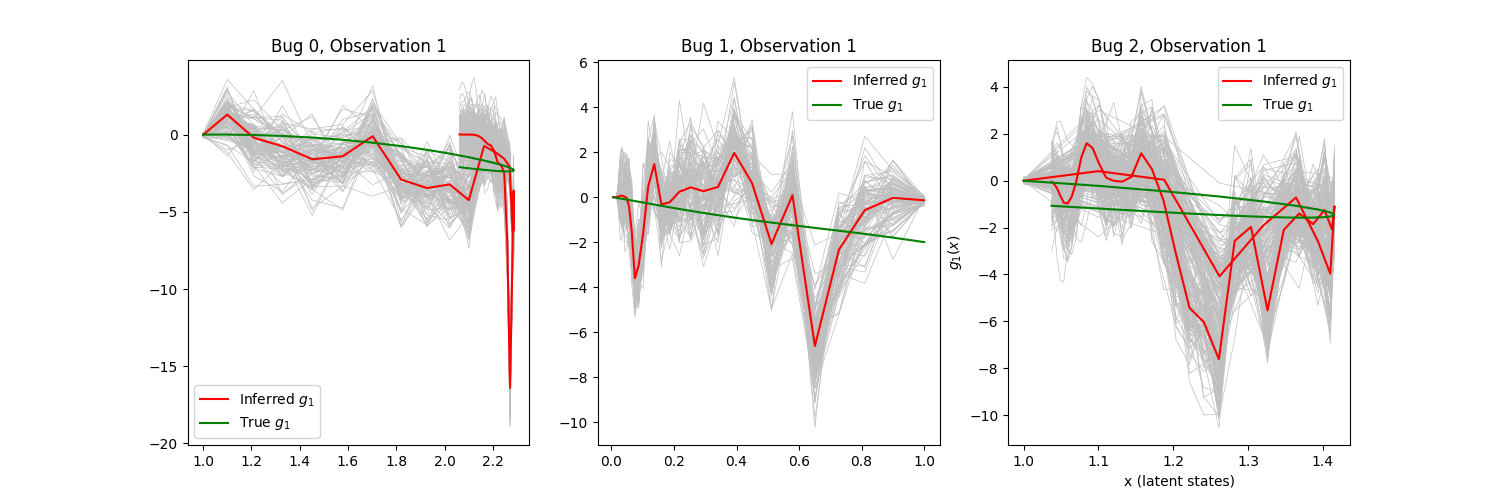 Bug 0, Observation 1
0
−5
−10
−15
−20
1.0 1.2 1.4 1.6 1.8 2.0 2.2
Inferred g₁
True g₁
Bug 1, Observation 1
6
4
2
0
−2
−4
−6
−8
−10
0.0 0.2 0.4 0.6 0.8 1.0
Inferred g₁
True g₁
Bug 2, Observation 1
g₁(x)
4
2
0
−2
−4
−6
−8
−10
1.0 1.1 1.2 1.3 1.4
x (latent states)
Inferred g₁
True g₁